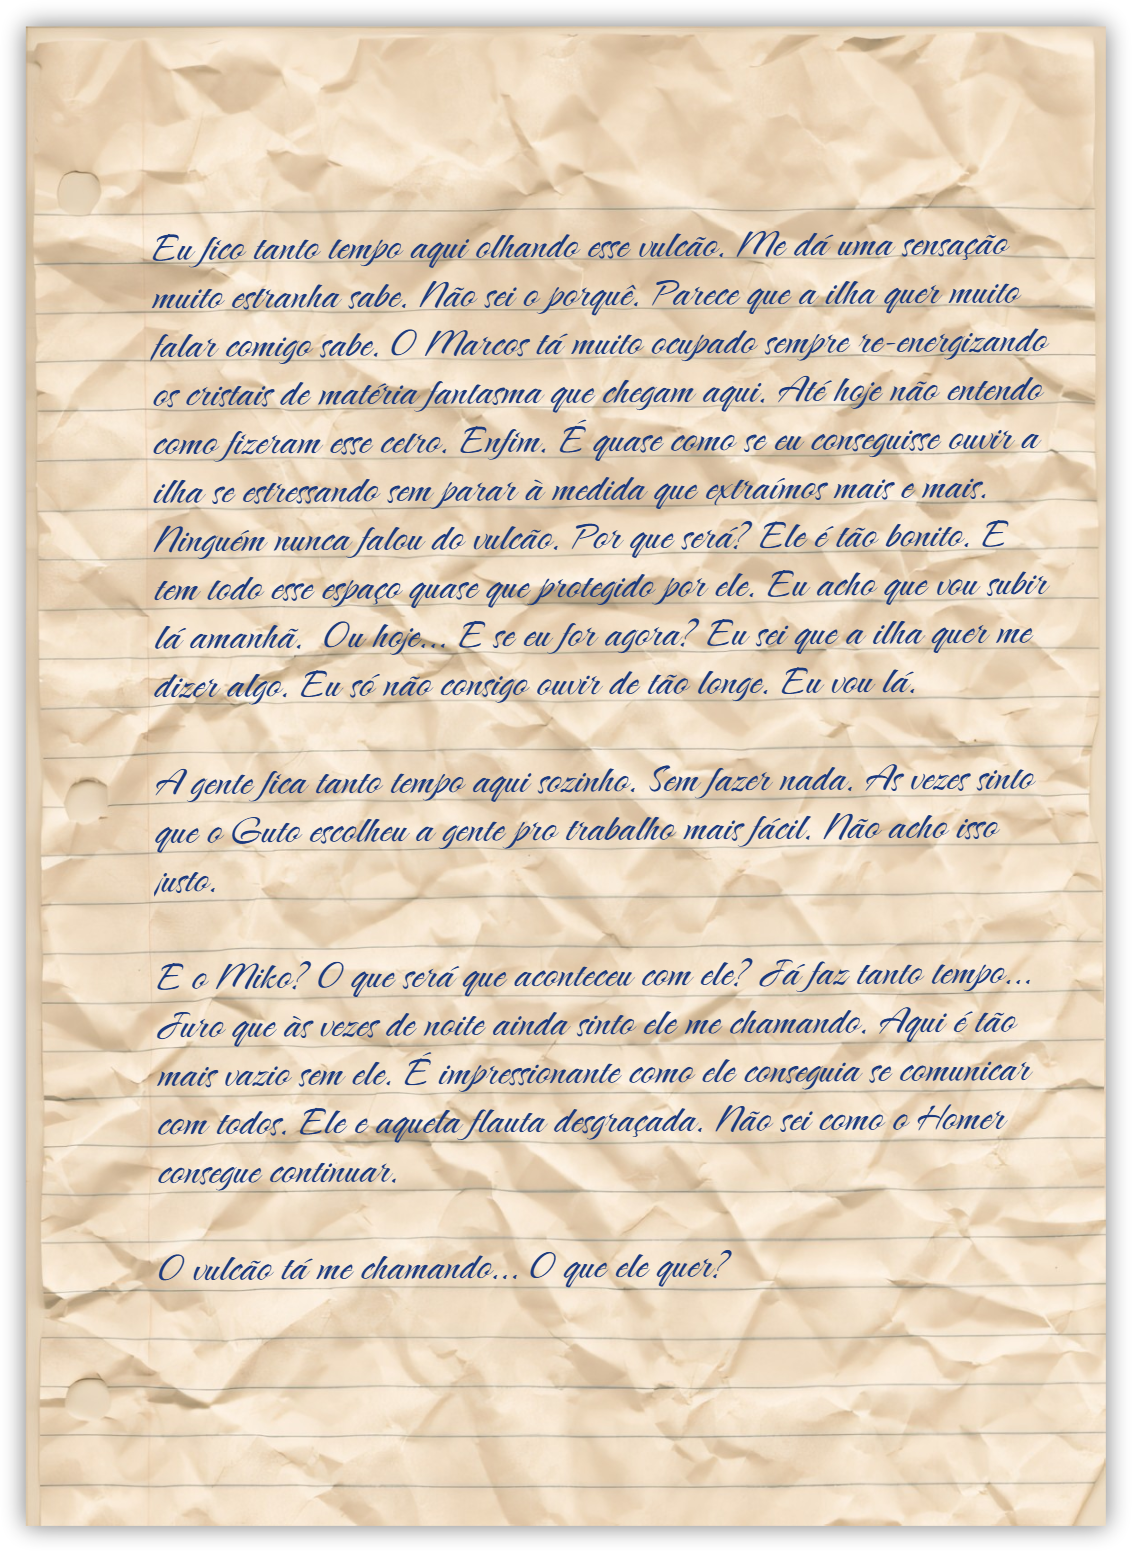 Eu fico tanto tempo aqui olhando esse vulcão. Me dá uma sensação
muito estranha sabe. Não sei o porquê. Parece que a ilha quer muito
falar comigo sabe. O Marcos tá muito ocupado sempre re-energizando
os cristais de matéria fantasma que chegam aqui. Até hoje não entendo
como fizeram esse cetro. Enfim. É quase como se eu conseguisse ouvir a
ilha se estressando sem parar à medida que extraímos mais e mais.
Ninguém nunca falou do vulcão. Por que será? Ele é tão bonito. E
tem todo esse espaço quase que protegido por ele. Eu acho que vou subir
lá amanhã. Ou hoje... E se eu for agora? Eu sei que a ilha quer me
dizer algo. Eu só não consigo ouvir de tão longe. Eu vou lá.

A gente fica tanto tempo aqui sozinho. Sem fazer nada. As vezes sinto
que o Guto escolheu a gente pro trabalho mais fácil. Não acho isso
justo.

E o Miko? O que será que aconteceu com ele? Já faz tanto tempo...
Juro que às vezes de noite ainda sinto ele me chamando. Aqui é tão
mais vazio sem ele. É impressionante como ele conseguia se comunicar
com todos. Ele e aquela flauta desgraçada. Não sei como o Homer
consegue continuar.

O vulcão tá me chamando... O que ele quer?